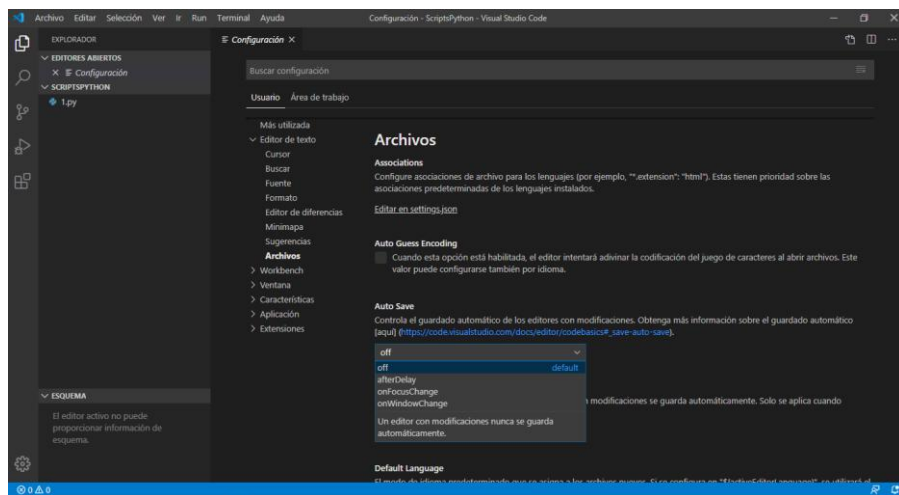 Archivo Editar Selección Ver Ir Run Terminal Ayuda
Configuración - ScriptsPython - Visual Studio Code
EXPLORADOR
EDITORES ABIERTOS
Configuración
SCRIPTSPYTHON
1.py
ESQUEMA
El editor activo no puede
proporcionar información de
esquema.
Configuración
Buscar configuración
Usuario Área de trabajo
Más utilizada
Editor de texto
Cursor
Buscar
Fuente
Formato
Editor de diferencias
Minimapa
Sugerencias
Archivos
Workbench
Ventana
Características
Aplicación
Extensiones
Archivos
Associations
Configure asociaciones de archivo para los lenguajes (por ejemplo, "*.extension": "html"). Estas tienen prioridad sobre las
asociaciones predeterminadas de los lenguajes instalados.
Editar en settings.json
Auto Guess Encoding
Cuando esta opción está habilitada, el editor intentará adivinar la codificación del juego de caracteres al abrir archivos. Este
valor puede configurarse también por idioma.
Auto Save
Controla el guardado automático de los editores con modificaciones. Obtenga más información sobre el guardado automático
[aquí] (https://code.visualstudio.com/docs/editor/codebasics#_save-auto-save).
off
off default
afterDelay
onFocusChange
onWindowChange
modificaciones se guarda automáticamente. Solo se aplica cuando
Un editor con modificaciones nunca se guarda
automáticamente.
Default Language
0 0